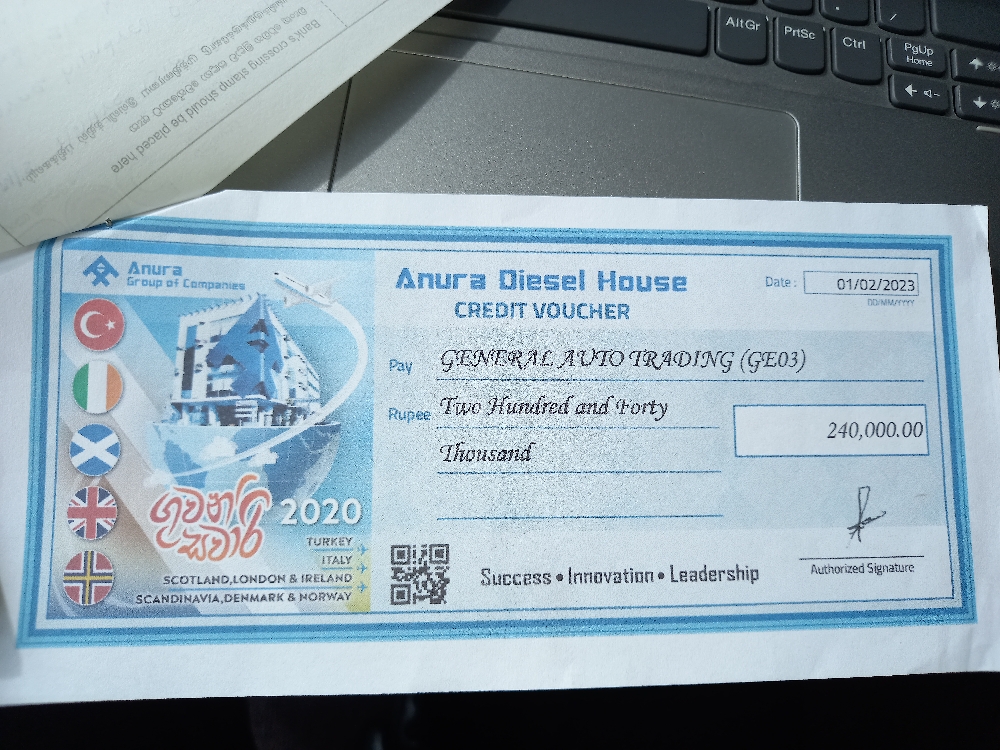 Bank's crossing stamp should be placed here
AltGr
PrtSc
Ctrl
PgUp
Home
Anura
Group of Companies
Anura Diesel House
CREDIT VOUCHER
Date : 01/02/2023
DD/MM/YYYY
Pay GENERAL AUTO TRADING (GE03)
Rupee Two Hundred and Forty
Thousand
240,000.00
ගුවන්
සවාරි
2020
TURKEY
ITALY
SCOTLAND,LONDON & IRELAND
SCANDINAVIA,DENMARK & NORWAY
Success • Innovation • Leadership
Authorized Signature